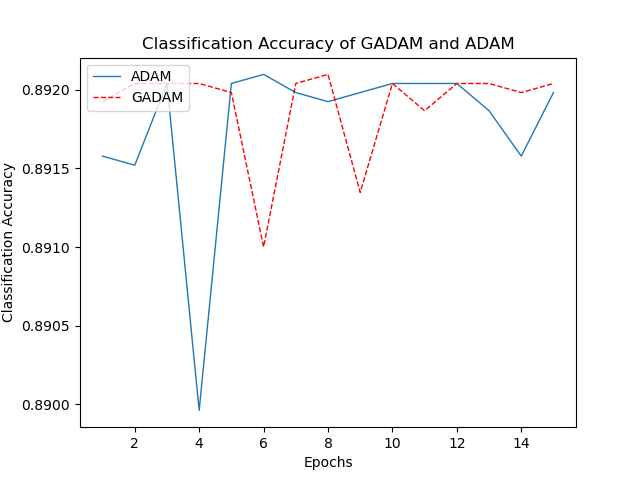 Classification Accuracy of GADAM and ADAM
ADAM
GADAM
0.8920
0.8915
0.8910
0.8905
0.8900
Classification Accuracy
2 4 6 8 10 12 14
Epochs